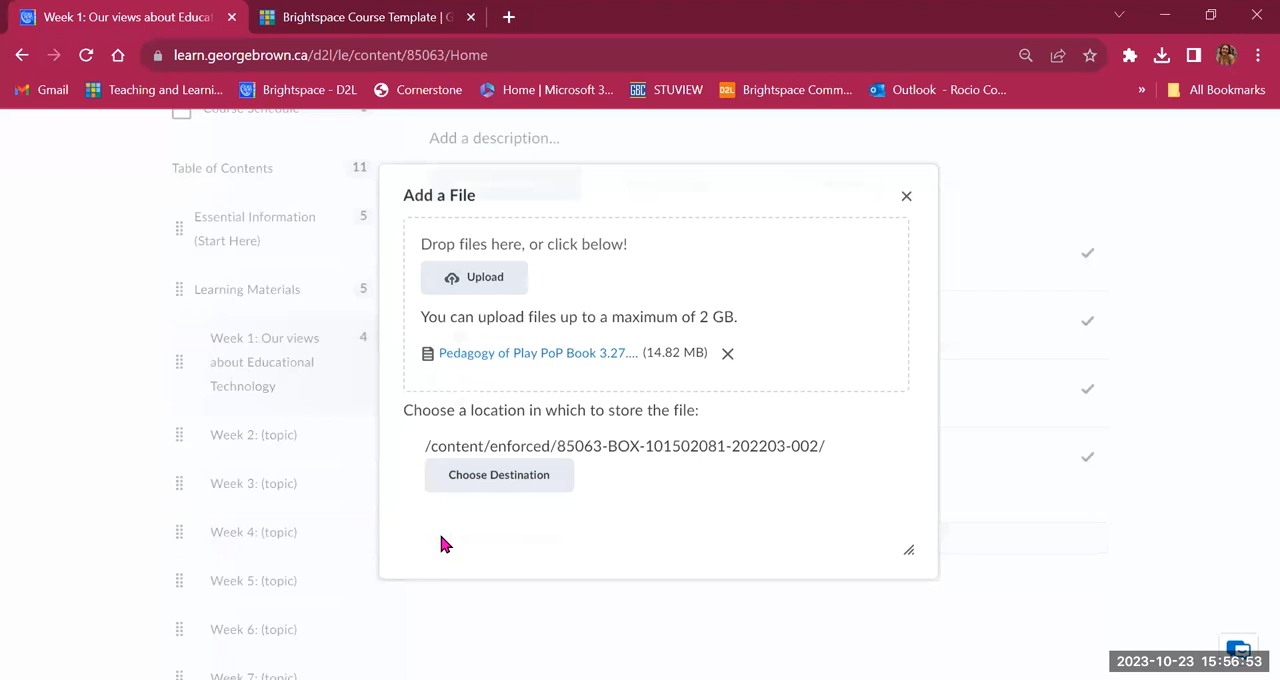 Week 1: Our views about Educat
Brightspace Course Template | G
learn.georgebrown.ca/d2l/le/content/85063/Home
Gmail
Teaching and Learni...
Brightspace - D2L
Cornerstone
Home | Microsoft 3...
GBC
STUVIEW
D2L
Brightspace Comm...
Outlook - Rocio Co...
»
All Bookmarks
Course Schedule
Add a description...
Table of Contents
11
Essential Information
(Start Here)
5
Learning Materials
5
Week 1: Our views
about Educational
Technology
4
Week 2: (topic)
Week 3: (topic)
Week 4: (topic)
Week 5: (topic)
Week 6: (topic)
Week 7: (topic)
Add a File
Drop files here, or click below!
Upload
You can upload files up to a maximum of 2 GB.
Pedagogy of Play PoP Book 3.27.... (14.82 MB)
Choose a location in which to store the file:
/content/enforced/85063-BOX-101502081-202203-002/
Choose Destination
2023-10-23 15:56:53